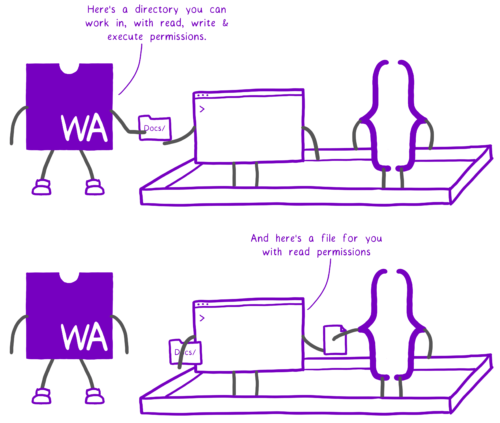 Here's a directory you can
work in, with read, write &
execute permissions.
WA
Docs/
>
And here's a file for you
with read permissions
>
WA
Docs/